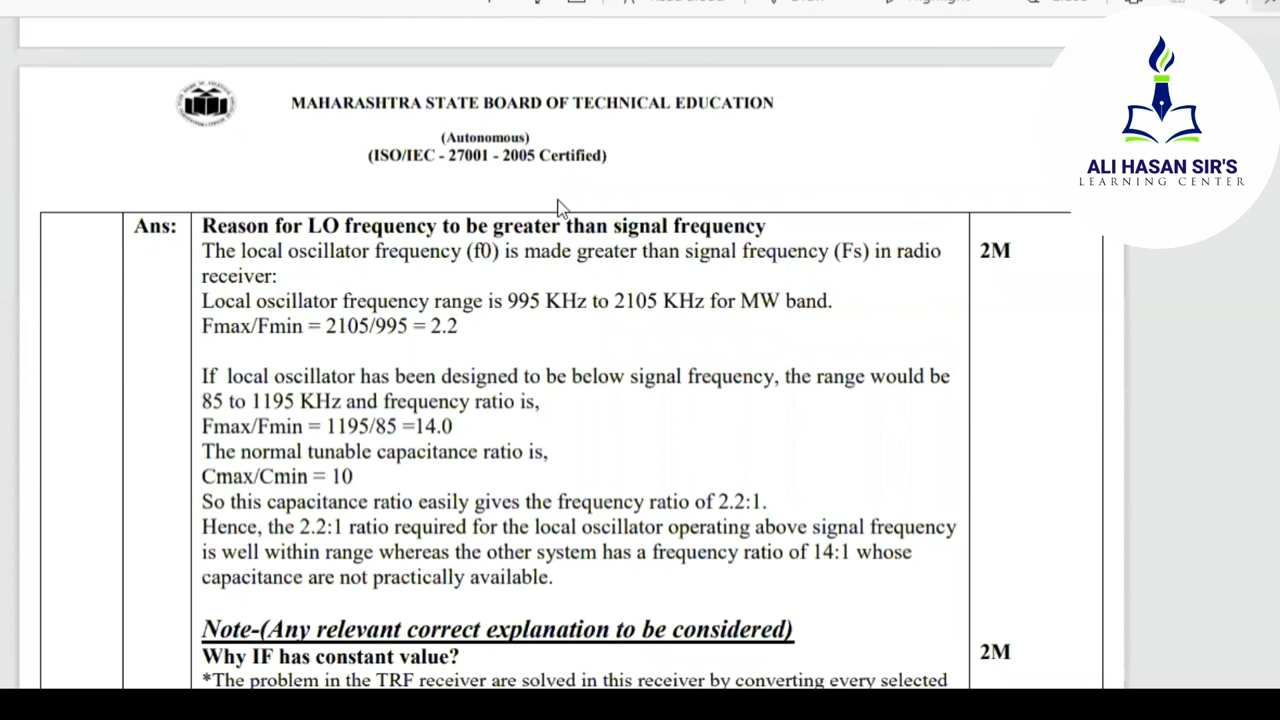 MAHARASHTRA STATE BOARD OF TECHNICAL EDUCATION
(Autonomous)
(ISO/IEC - 27001 - 2005 Certified)
ALI HASAN SIR'S
LEARNING CENTER
Ans:
Reason for LO frequency to be greater than signal frequency
The local oscillator frequency (f0) is made greater than signal frequency (Fs) in radio
receiver:
2M
Local oscillator frequency range is 995 KHz to 2105 KHz for MW band.
Fmax/Fmin = 2105/995 = 2.2
If local oscillator has been designed to be below signal frequency, the range would be
85 to 1195 KHz and frequency ratio is,
Fmax/Fmin = 1195/85 =14.0
The normal tunable capacitance ratio is,
Cmax/Cmin = 10
So this capacitance ratio easily gives the frequency ratio of 2.2:1.
Hence, the 2.2:1 ratio required for the local oscillator operating above signal frequency
is well within range whereas the other system has a frequency ratio of 14:1 whose
capacitance are not practically available.
Note-(Any relevant correct explanation to be considered)
Why IF has constant value?
2M
*The problem in the TRF receiver are solved in this receiver by converting every selected